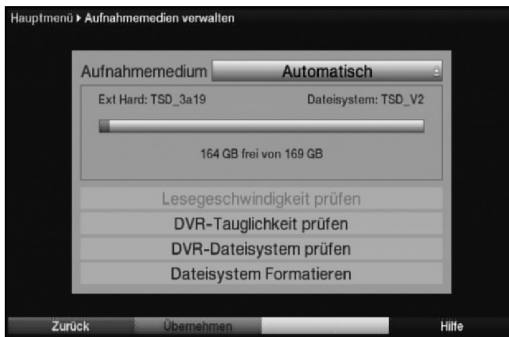 Hauptmenü ▸ Aufnahmemedien verwalten
Aufnahmemedium Automatisch
Ext Hard: TSD_3a19 Dateisystem: TSD_V2
164 GB frei von 169 GB
Lesegeschwindigkeit prüfen
DVR-Tauglichkeit prüfen
DVR-Dateisystem prüfen
Dateisystem Formatieren
Zurück Übernehmen Hilfe